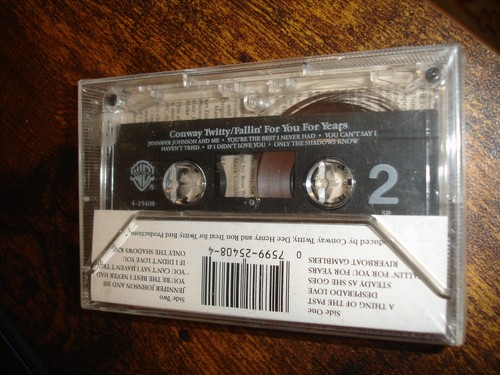 Conway Twitty/Fallin' For You For Years
JENNIFER JOHNSON AND ME • YOU'RE THE BEST I NEVER HAD • YOU CAN'T SAY I
HAVEN'T TRIED • IF I DIDN'T LOVE YOU • ONLY THE SHADOWS KNOW
4-25408
2
duced by Conway Twitty, Dee Henry and Ron Treat for Twitty Bird Productions
Side One
A THING OF THE PAST
DESPERADO LOVE
STEADY AS SHE GOES
FALLIN' FOR YOU FOR YEARS
RIVERBOAT GAMBLERS
0 7599-25408-4
Side Two
JENNIFER JOHNSON AND ME
YOU'RE THE BEST I NEVER HAD
YOU CAN'T SAY I HAVEN'T
IF I DIDN'T LOVE YOU
ONLY THE SHADOWS KNO